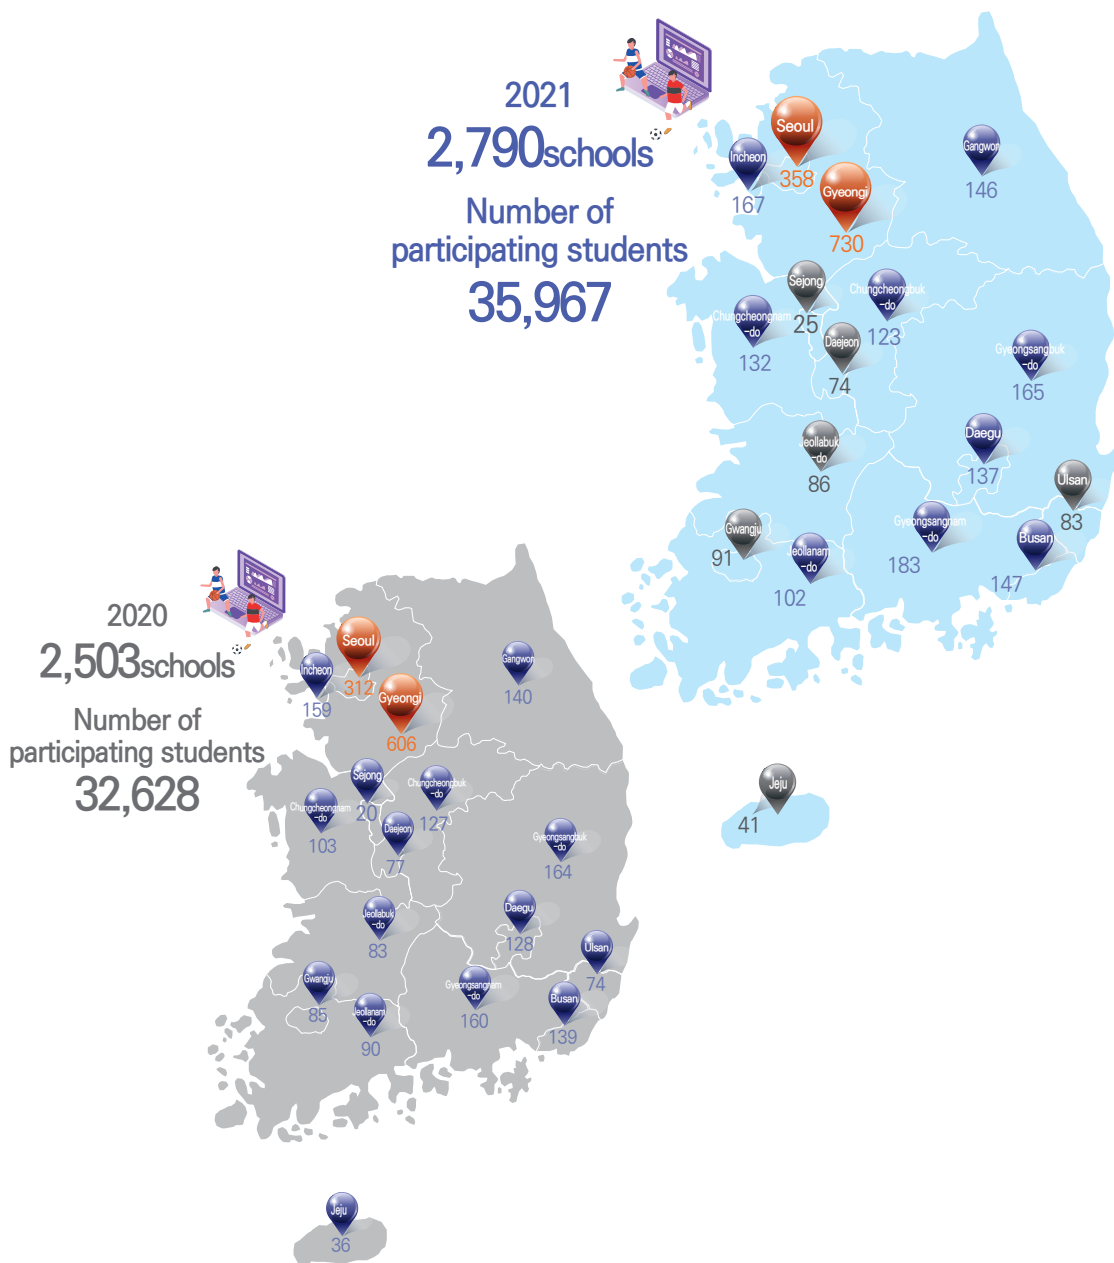 2021
2,790schools
Number of
participating students
35,967
Seoul
358
Incheon
167
Gyeongi
730
Gangwon
146
Sejong
25
Chungcheongbuk
-do
123
Chungcheongnam
-do
132
Daejeon
74
Gyeongsangbuk
-do
165
Daegu
137
Jeollabuk
-do
86
Ulsan
83
Gwangju
91
Jeollanam
-do
102
Gyeongsangnam
-do
183
Busan
147
Jeju
41
2020
2,503schools
Number of
participating students
32,628
Seoul
312
Incheon
159
Gyeongi
606
Gangwon
140
Sejong
20
Chungcheongbuk
-do
127
Chungcheongnam
-do
103
Daejeon
77
Gyeongsangbuk
-do
164
Daegu
128
Jeollabuk
-do
83
Ulsan
74
Gwangju
85
Jeollanam
-do
90
Gyeongsangnam
-do
160
Busan
139
Jeju
36